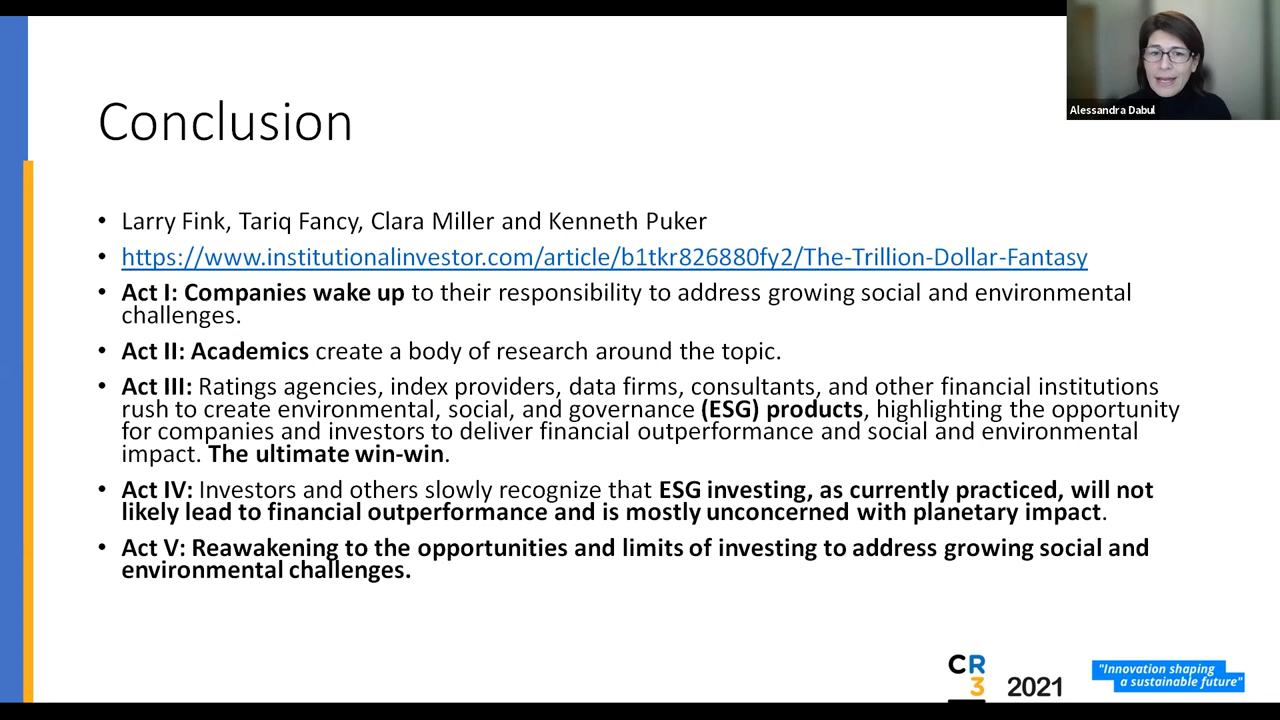 Alessandra Dabul
Conclusion
• Larry Fink, Tariq Fancy, Clara Miller and Kenneth Puker
• https://www.institutionalinvestor.com/article/b1tkr826880fy2/The-Trillion-Dollar-Fantasy
• Act I: Companies wake up to their responsibility to address growing social and environmental
challenges.
• Act II: Academics create a body of research around the topic.
• Act III: Ratings agencies, index providers, data firms, consultants, and other financial institutions
rush to create environmental, social, and governance (ESG) products, highlighting the opportunity
for companies and investors to deliver financial outperformance and social and environmental
impact. The ultimate win-win.
• Act IV: Investors and others slowly recognize that ESG investing, as currently practiced, will not
likely lead to financial outperformance and is mostly unconcerned with planetary impact.
• Act V: Reawakening to the opportunities and limits of investing to address growing social and
environmental challenges.
CR
3
2021
"Innovation shaping
a sustainable future"